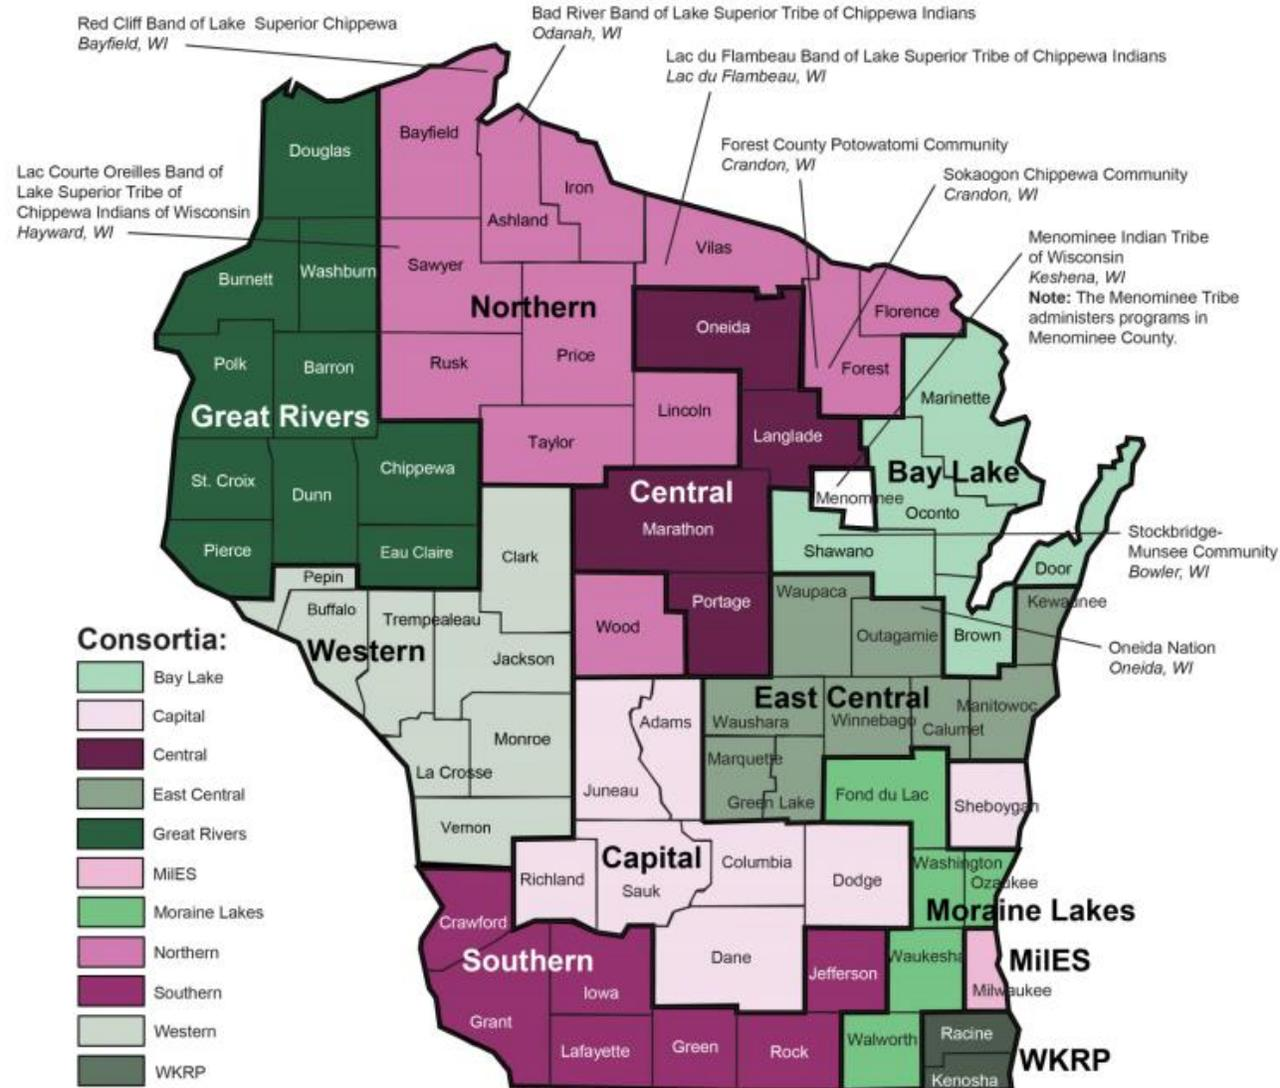 Red Cliff Band of Lake Superior Chippewa
Bayfield, WI
Bad River Band of Lake Superior Tribe of Chippewa Indians
Odanah, WI
Lac du Flambeau Band of Lake Superior Tribe of Chippewa Indians
Lac du Flambeau, WI
Forest County Potowatomi Community
Crandon, WI
Sokaogon Chippewa Community
Crandon, WI
Lac Courte Oreilles Band of
Lake Superior Tribe of
Chippewa Indians of Wisconsin
Hayward, WI
Menominee Indian Tribe
of Wisconsin
Keshena, WI
Note: The Menominee Tribe
administers programs in
Menominee County.
Stockbridge-
Munsee Community
Bowler, WI
Oneida Nation
Oneida, WI
Douglas
Bayfield
Iron
Ashland
Vilas
Burnett
Washburn
Sawyer
Northern
Florence
Oneida
Polk
Barron
Rusk
Price
Forest
Great Rivers
Lincoln
Marinette
Taylor
Langlade
St. Croix
Dunn
Chippewa
Central
Marathon
Bay Lake
Menominee
Oconto
Pierce
Eau Claire
Clark
Shawano
Door
Pepin
Buffalo
Trempealeau
Wood
Portage
Waupaca
Outagamie
Brown
Kewaunee
Western
Jackson
East Central
Adams
Waushara
Winnebago
Calumet
Manitowoc
Monroe
La Crosse
Juneau
Marquette
Green Lake
Fond du Lac
Sheboygan
Vernon
Capital
Richland
Sauk
Columbia
Dodge
Washington
Ozaukee
Moraine Lakes
Crawford
Southern
Iowa
Dane
Jefferson
Waukesha
MilES
Milwaukee
Grant
Lafayette
Green
Rock
Walworth
Racine
Kenosha
WKRP
Consortia:
Bay Lake
Capital
Central
East Central
Great Rivers
MilES
Moraine Lakes
Northern
Southern
Western
WKRP